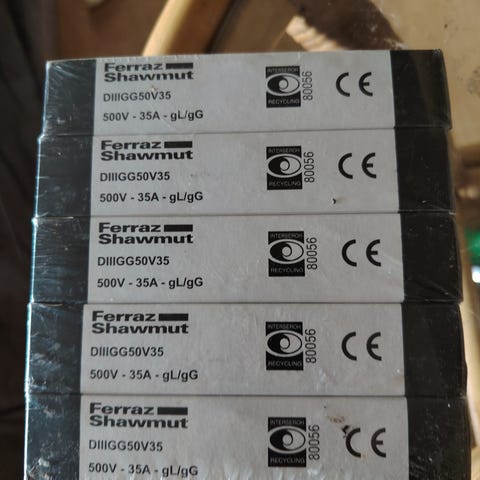 Ferraz
Shawmut
DIIIGG50V35
500V - 35A - gL/gG
INTERSEROH
RECYCLING
80056
CE
Ferraz
Shawmut
DIIIGG50V35
500V - 35A - gL/gG
INTERSEROH
RECYCLING
80056
CE
Ferraz
Shawmut
DIIIGG50V35
500V - 35A - gL/gG
INTERSEROH
RECYCLING
80056
CE
Ferraz
Shawmut
DIIIGG50V35
500V - 35A - gL/gG
INTERSEROH
RECYCLING
80056
CE
Ferraz
Shawmut
DIIIGG50V35
500V - 35A - gL/gG
INTERSEROH
RECYCLING
80056
CE